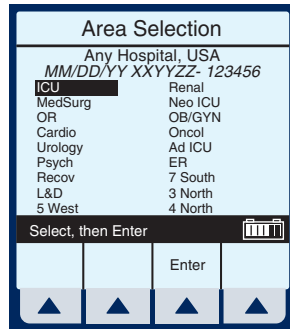 Area Selection
Any Hospital, USA
MM/DD/YY XXYYZZ- 123456
ICU Renal
MedSurg Neo ICU
OR OB/GYN
Cardio Oncol
Urology Ad ICU
Psych ER
Recov 7 South
L&D 3 North
5 West 4 North
Select, then Enter
Enter